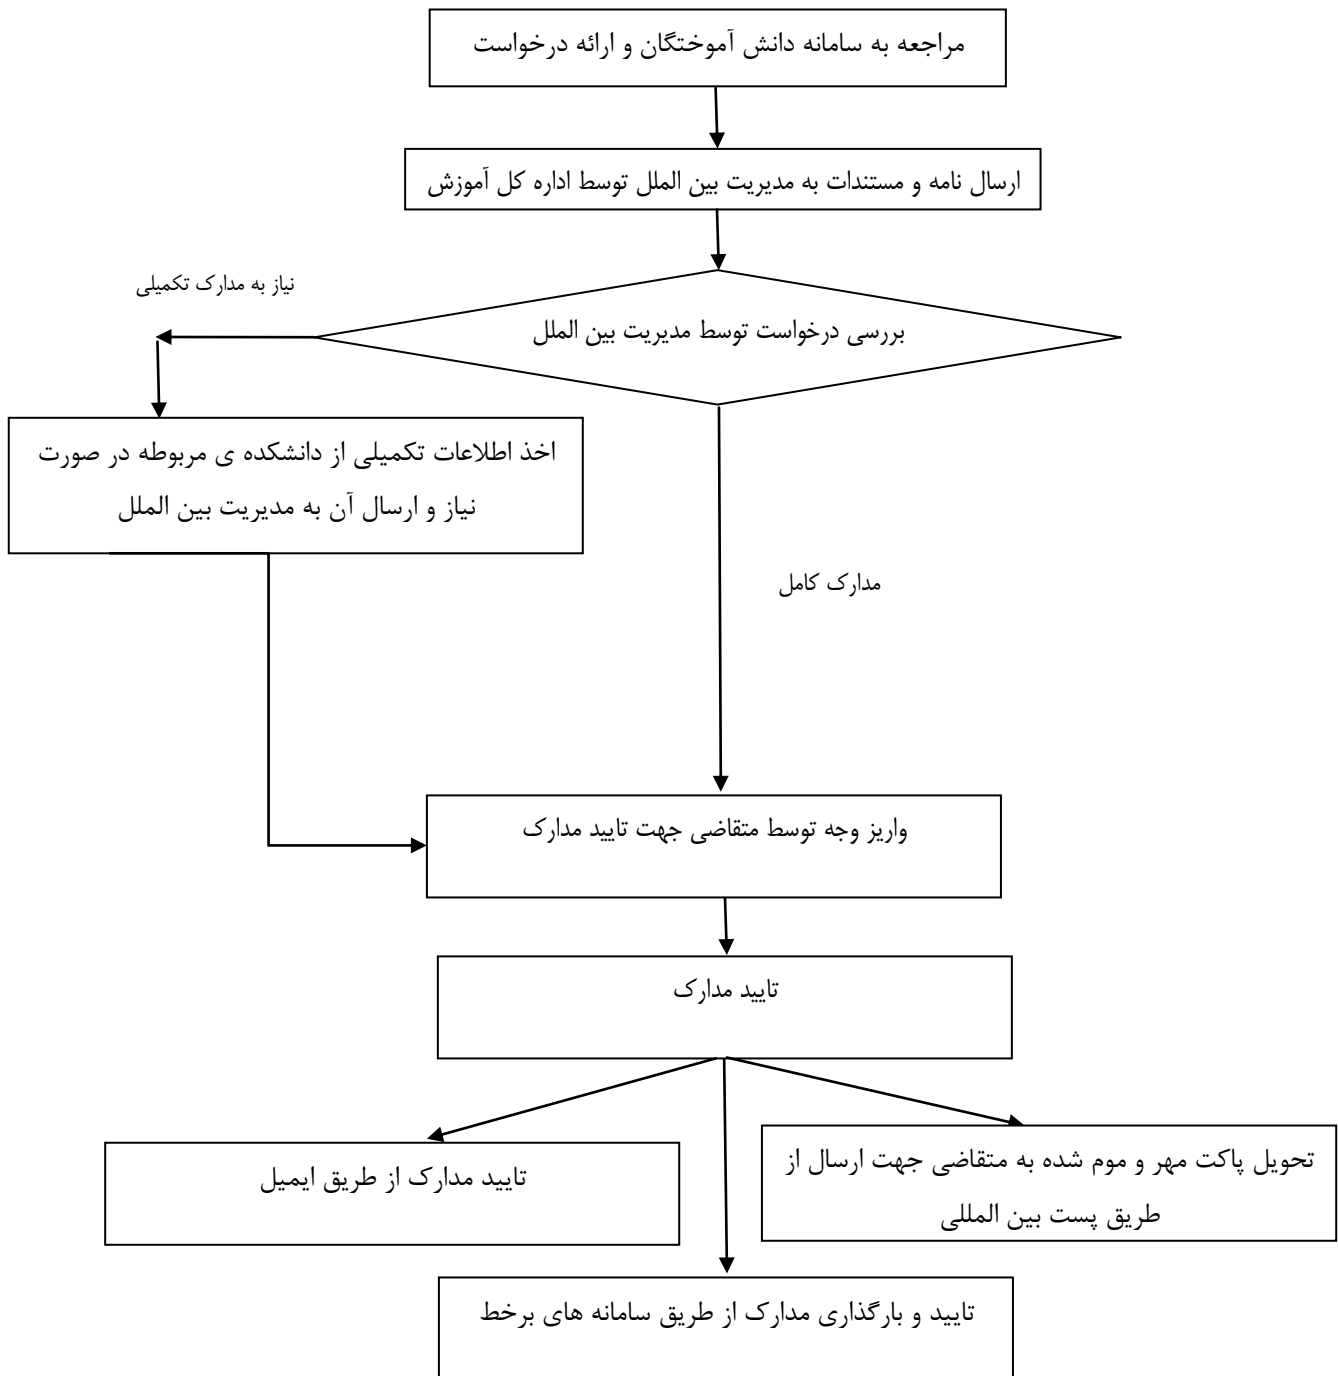 مراجعه به سامانه دانش آموختگان و ارائه درخواست
ارسال نامه و مستندات به مدیریت بین الملل توسط اداره کل آموزش
نیاز به مدارک تکمیلی
بررسی درخواست توسط مدیریت بین الملل
اخذ اطلاعات تکمیلی از دانشکده ی مربوطه در صورت
نیاز و ارسال آن به مدیریت بین الملل
مدارک کامل
واریز وجه توسط متقاضی جهت تایید مدارک
تایید مدارک
تحویل پاکت مهر و موم شده به متقاضی جهت ارسال از
طریق پست بین المللی
تایید مدارک از طریق ایمیل
تایید و بارگذاری مدارک از طریق سامانه های برخط